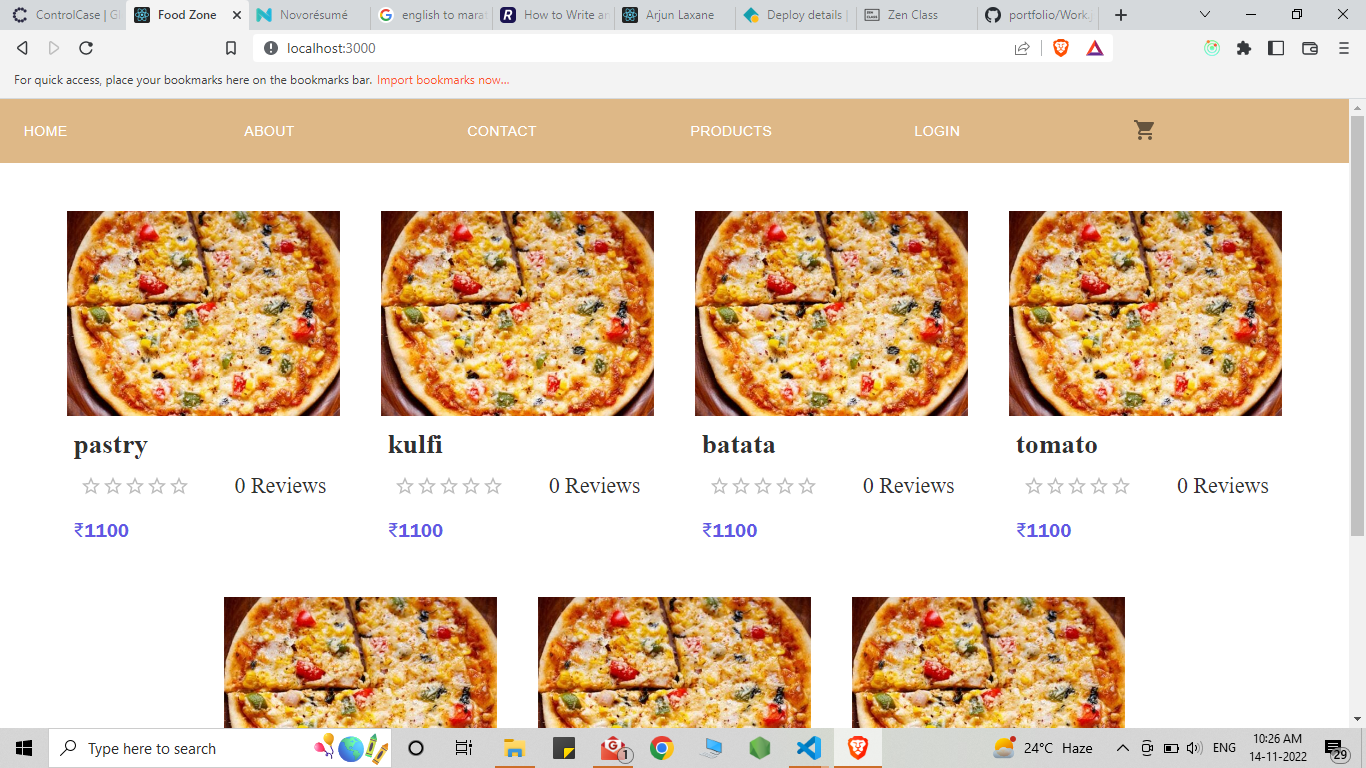 ControlCase | Gl
Food Zone
Novorésumé
english to marat
How to Write an
Arjun Laxane
Deploy details |
Zen Class
portfolio/Work.j
localhost:3000
For quick access, place your bookmarks here on the bookmarks bar. Import bookmarks now...
HOME ABOUT CONTACT PRODUCTS LOGIN
pastry kulfi batata tomato
0 Reviews 0 Reviews 0 Reviews 0 Reviews
₹1100 ₹1100 ₹1100 ₹1100
Type here to search
1
24°C Haze
ENG
10:26 AM
14-11-2022
29